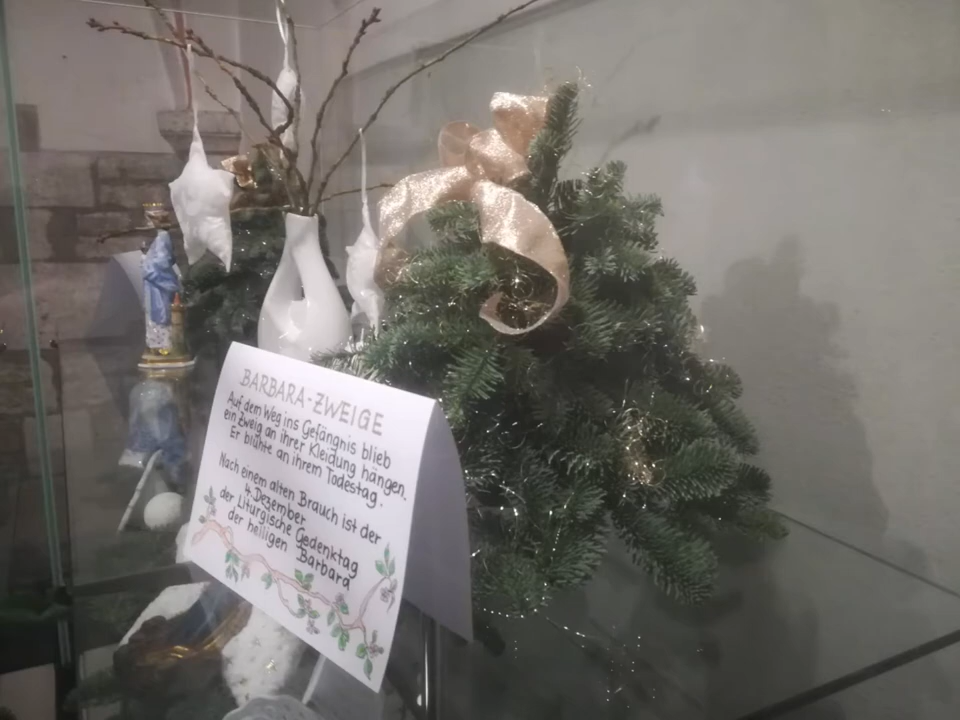 BARBARA-ZWEIGE
Auf dem Weg ins Gefängnis blieb
ein Zweig an ihrer Kleidung hängen.
Er blühte an ihrem Todestag.
Nach einem alten Brauch ist der
4. Dezember
der Liturgische Gedenktag
der heiligen Barbara